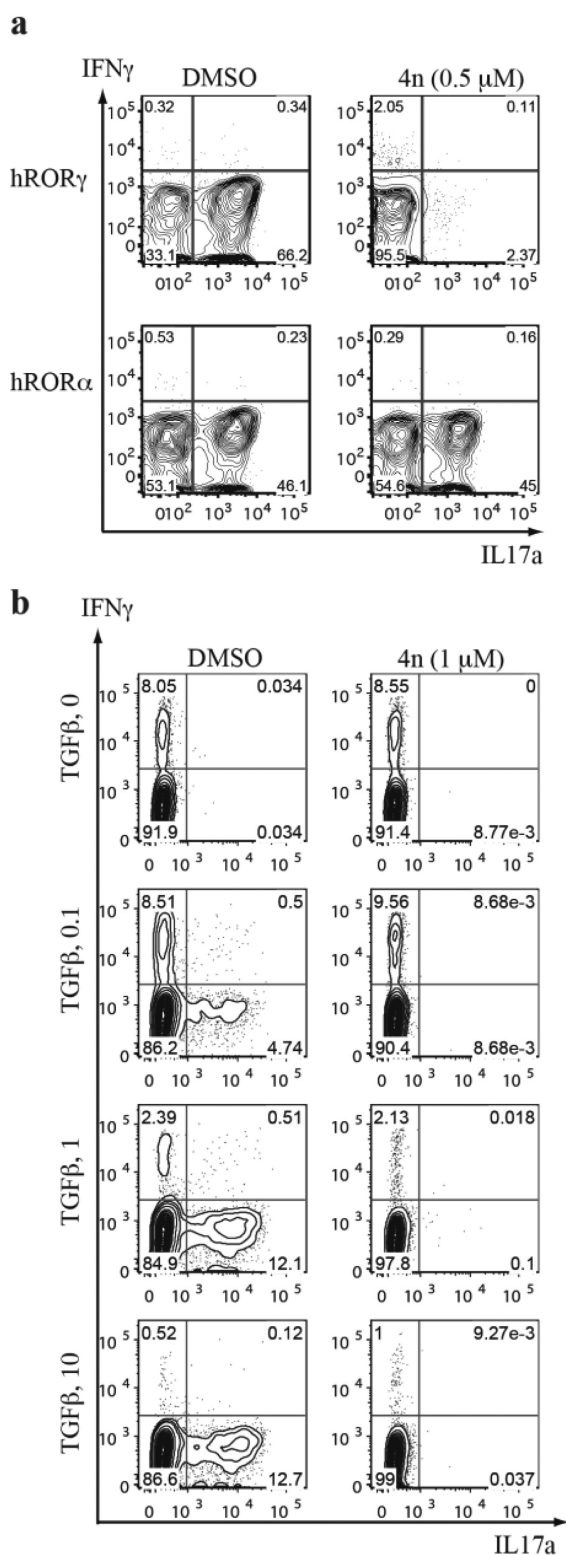 a
IFNγ
DMSO 4n (0.5 μM)
10⁵ 0.32 0.34 10⁵ 2.05 0.11
10⁴ 10⁴
hRORγ 10³ 10³
10² 10²
0 33.1 66.2 0 95.5 2.37
010² 10³ 10⁴ 10⁵ 010² 10³ 10⁴ 10⁵
10⁵ 0.53 0.23 10⁵ 0.29 0.16
hRORα 10⁴ 10⁴
10³ 10³
10² 10²
0 53.1 46.1 0 54.6 45
010² 10³ 10⁴ 10⁵ 010² 10³ 10⁴ 10⁵
IL17a
b
IFNγ
DMSO 4n (1 μM)
TGFβ, 0
10⁵ 8.05 0.034 10⁵ 8.55 0
10⁴ 10⁴
10³ 10³
0 91.9 0.034 0 91.4 8.77e-3
0 10³ 10⁴ 10⁵ 0 10³ 10⁴ 10⁵
TGFβ, 0.1
10⁵ 8.51 0.5 10⁵ 9.56 8.68e-3
10⁴ 10⁴
10³ 10³
0 86.2 4.74 0 90.4 8.68e-3
0 10³ 10⁴ 10⁵ 0 10³ 10⁴ 10⁵
TGFβ, 1
10⁵ 2.39 0.51 10⁵ 2.13 0.018
10⁴ 10⁴
10³ 10³
0 84.9 12.1 0 97.8 0.1
0 10³ 10⁴ 10⁵ 0 10³ 10⁴ 10⁵
TGFβ, 10
10⁵ 0.52 0.12 10⁵ 1 9.27e-3
10⁴ 10⁴
10³ 10³
0 86.6 12.7 0 99 0.037
0 10³ 10⁴ 10⁵ 0 10³ 10⁴ 10⁵
IL17a